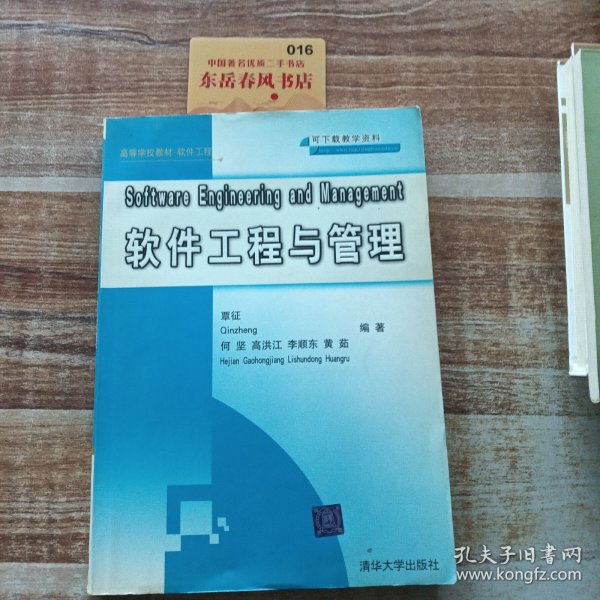 016
中国著名优质二手书店
东岳春风书店
高等学校教材·软件工程
可下载教学资料
Software Engineering and Management
软件工程与管理
覃征
Qinzheng
编著
何坚 高洪江 李顺东 黄茹
Hejian Gaohongjiang Lishundong Huangru
清华大学出版社
孔夫子旧书网
www.kongfz.com